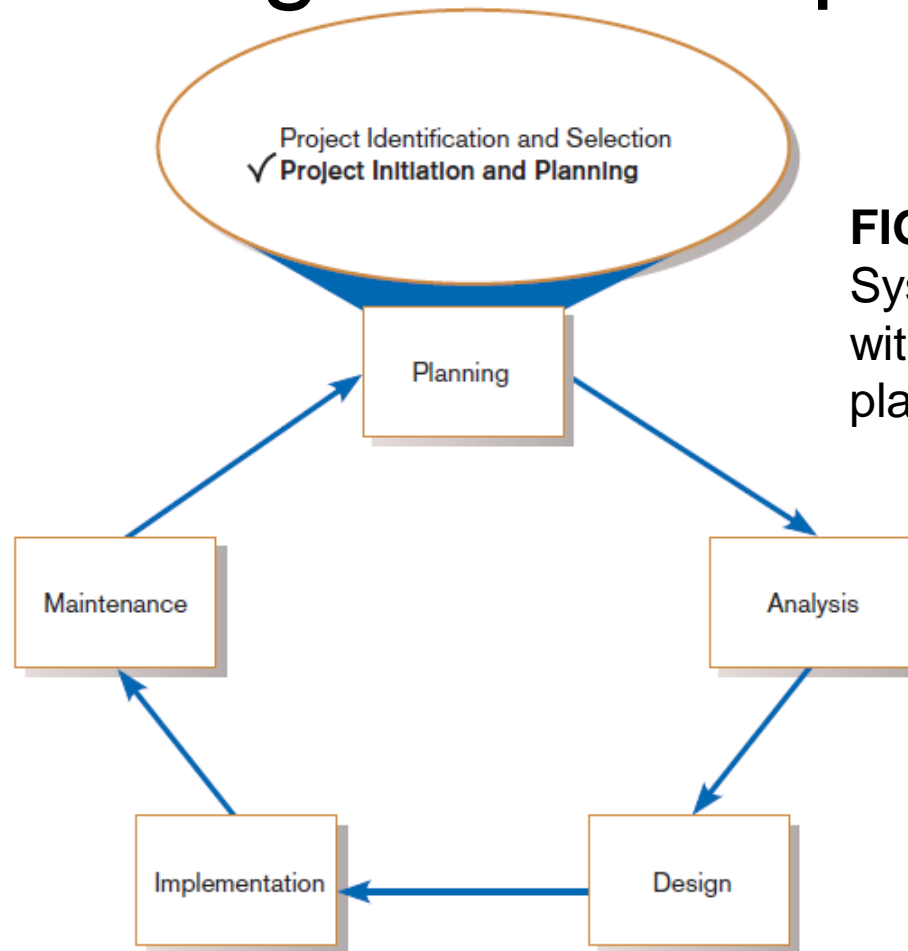 Project Identification and Selection
✓ Project Initiation and Planning
Planning
Maintenance
Analysis
Implementation
Design